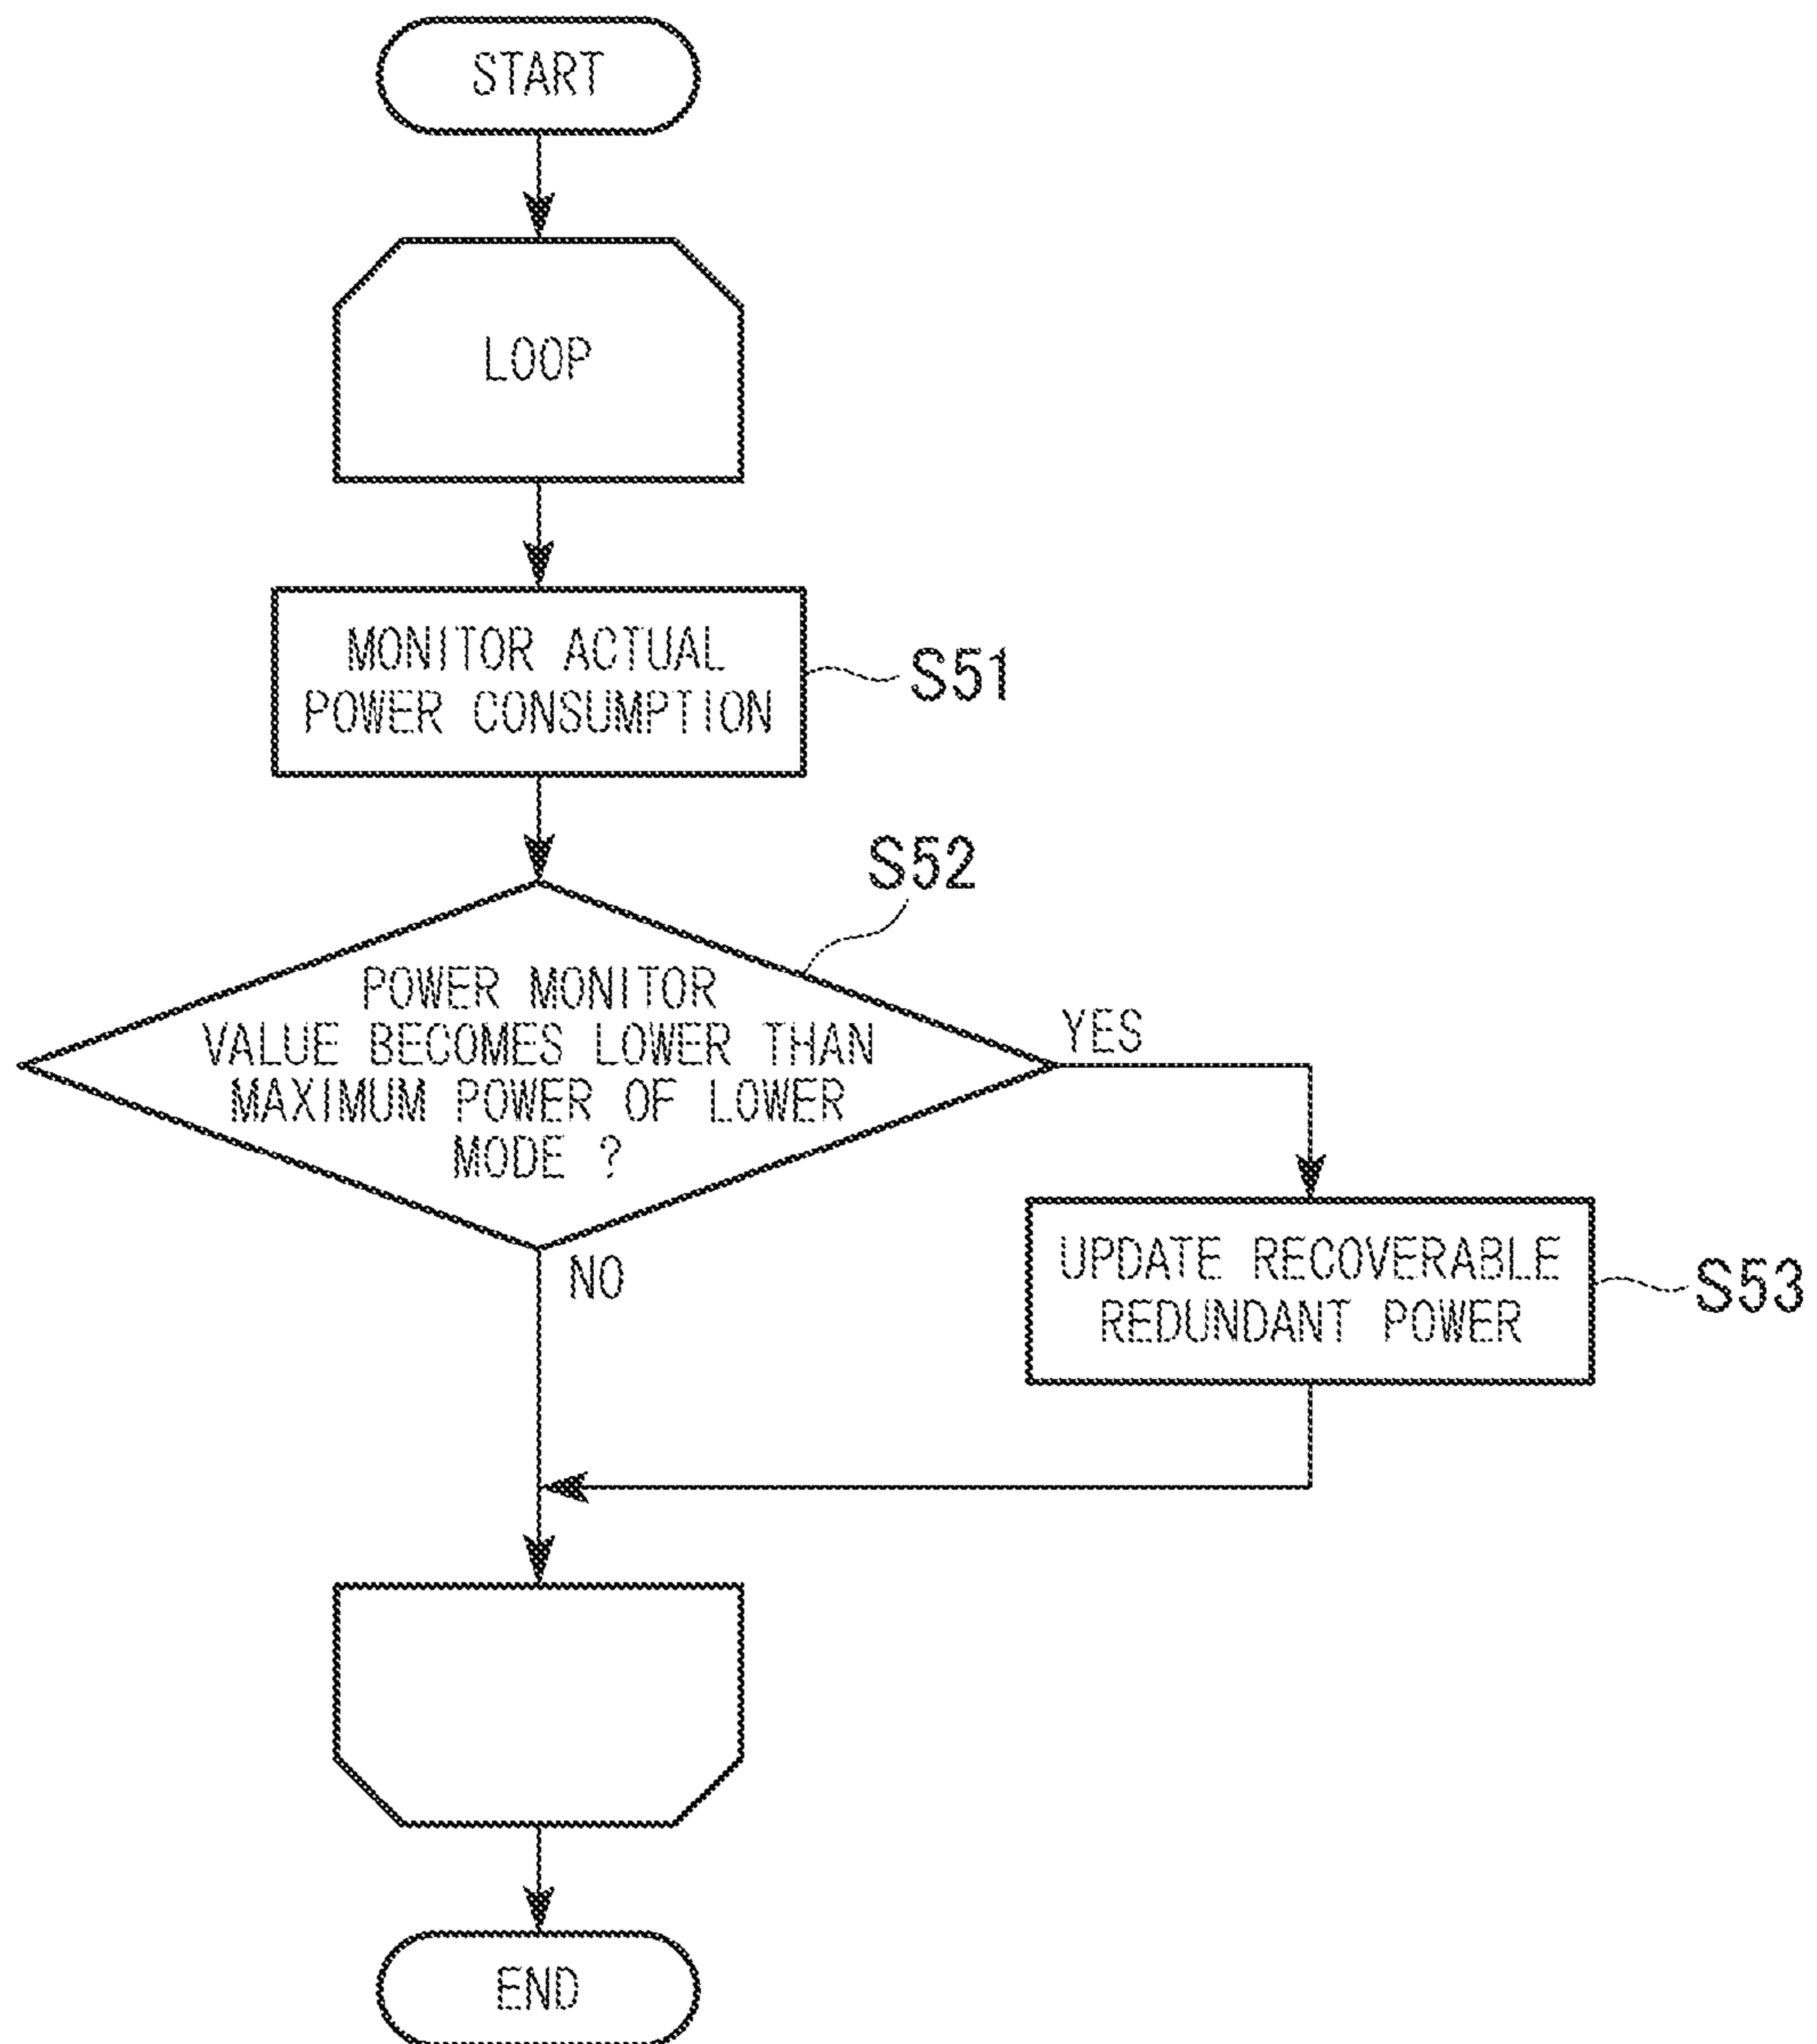 START
LOOP
MONITOR ACTUAL
POWER CONSUMPTION
S51
S52
POWER MONITOR
VALUE BECOMES LOWER THAN
MAXIMUM POWER OF LOWER
MODE ?
YES
NO
UPDATE RECOVERABLE
REDUNDANT POWER
S53
END